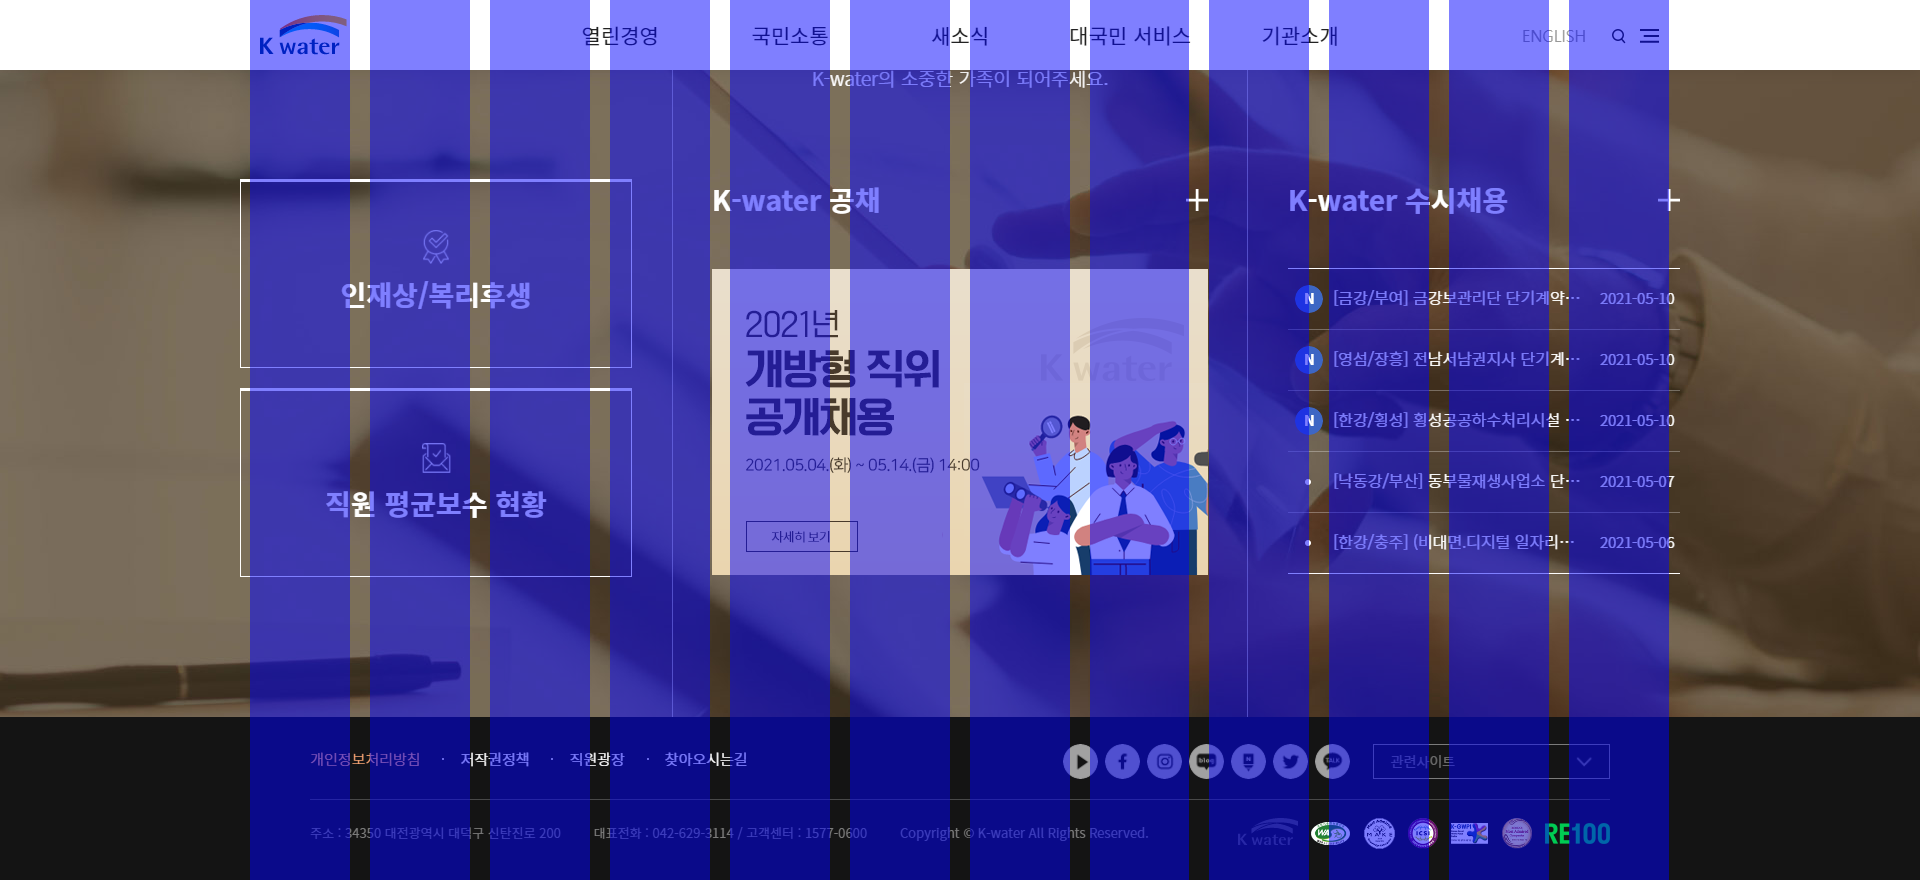 K water
열린경영
국민소통
새소식
대국민 서비스
기관소개
ENGLISH
K-water의 소중한 가족이 되어주세요.
인재상/복리후생
직원 평균보수 현황
K-water 공채
K water
2021년
개방형 직위
공개채용
2021.05.04.(화) ~ 05.14.(금) 14:00
자세히 보기
K-water 수시채용
N [금강/부여] 금강보관리단 단기계약… 2021-05-10
N [영섬/장흥] 전남서남권지사 단기계… 2021-05-10
N [한강/횡성] 횡성공공하수처리시설 … 2021-05-10
[낙동강/부산] 동부물재생사업소 단… 2021-05-07
[한강/충주] (비대면.디지털 일자리… 2021-05-06
개인정보처리방침 · 저작권정책 · 직원광장 · 찾아오시는길
blog
N
TALK
관련사이트
주소 : 34350 대전광역시 대덕구 신탄진로 200
대표전화 : 042-629-3114 / 고객센터 : 1577-0600
Copyright © K-water All Rights Reserved.
K water
WA
MAKE
ICSI
RE100